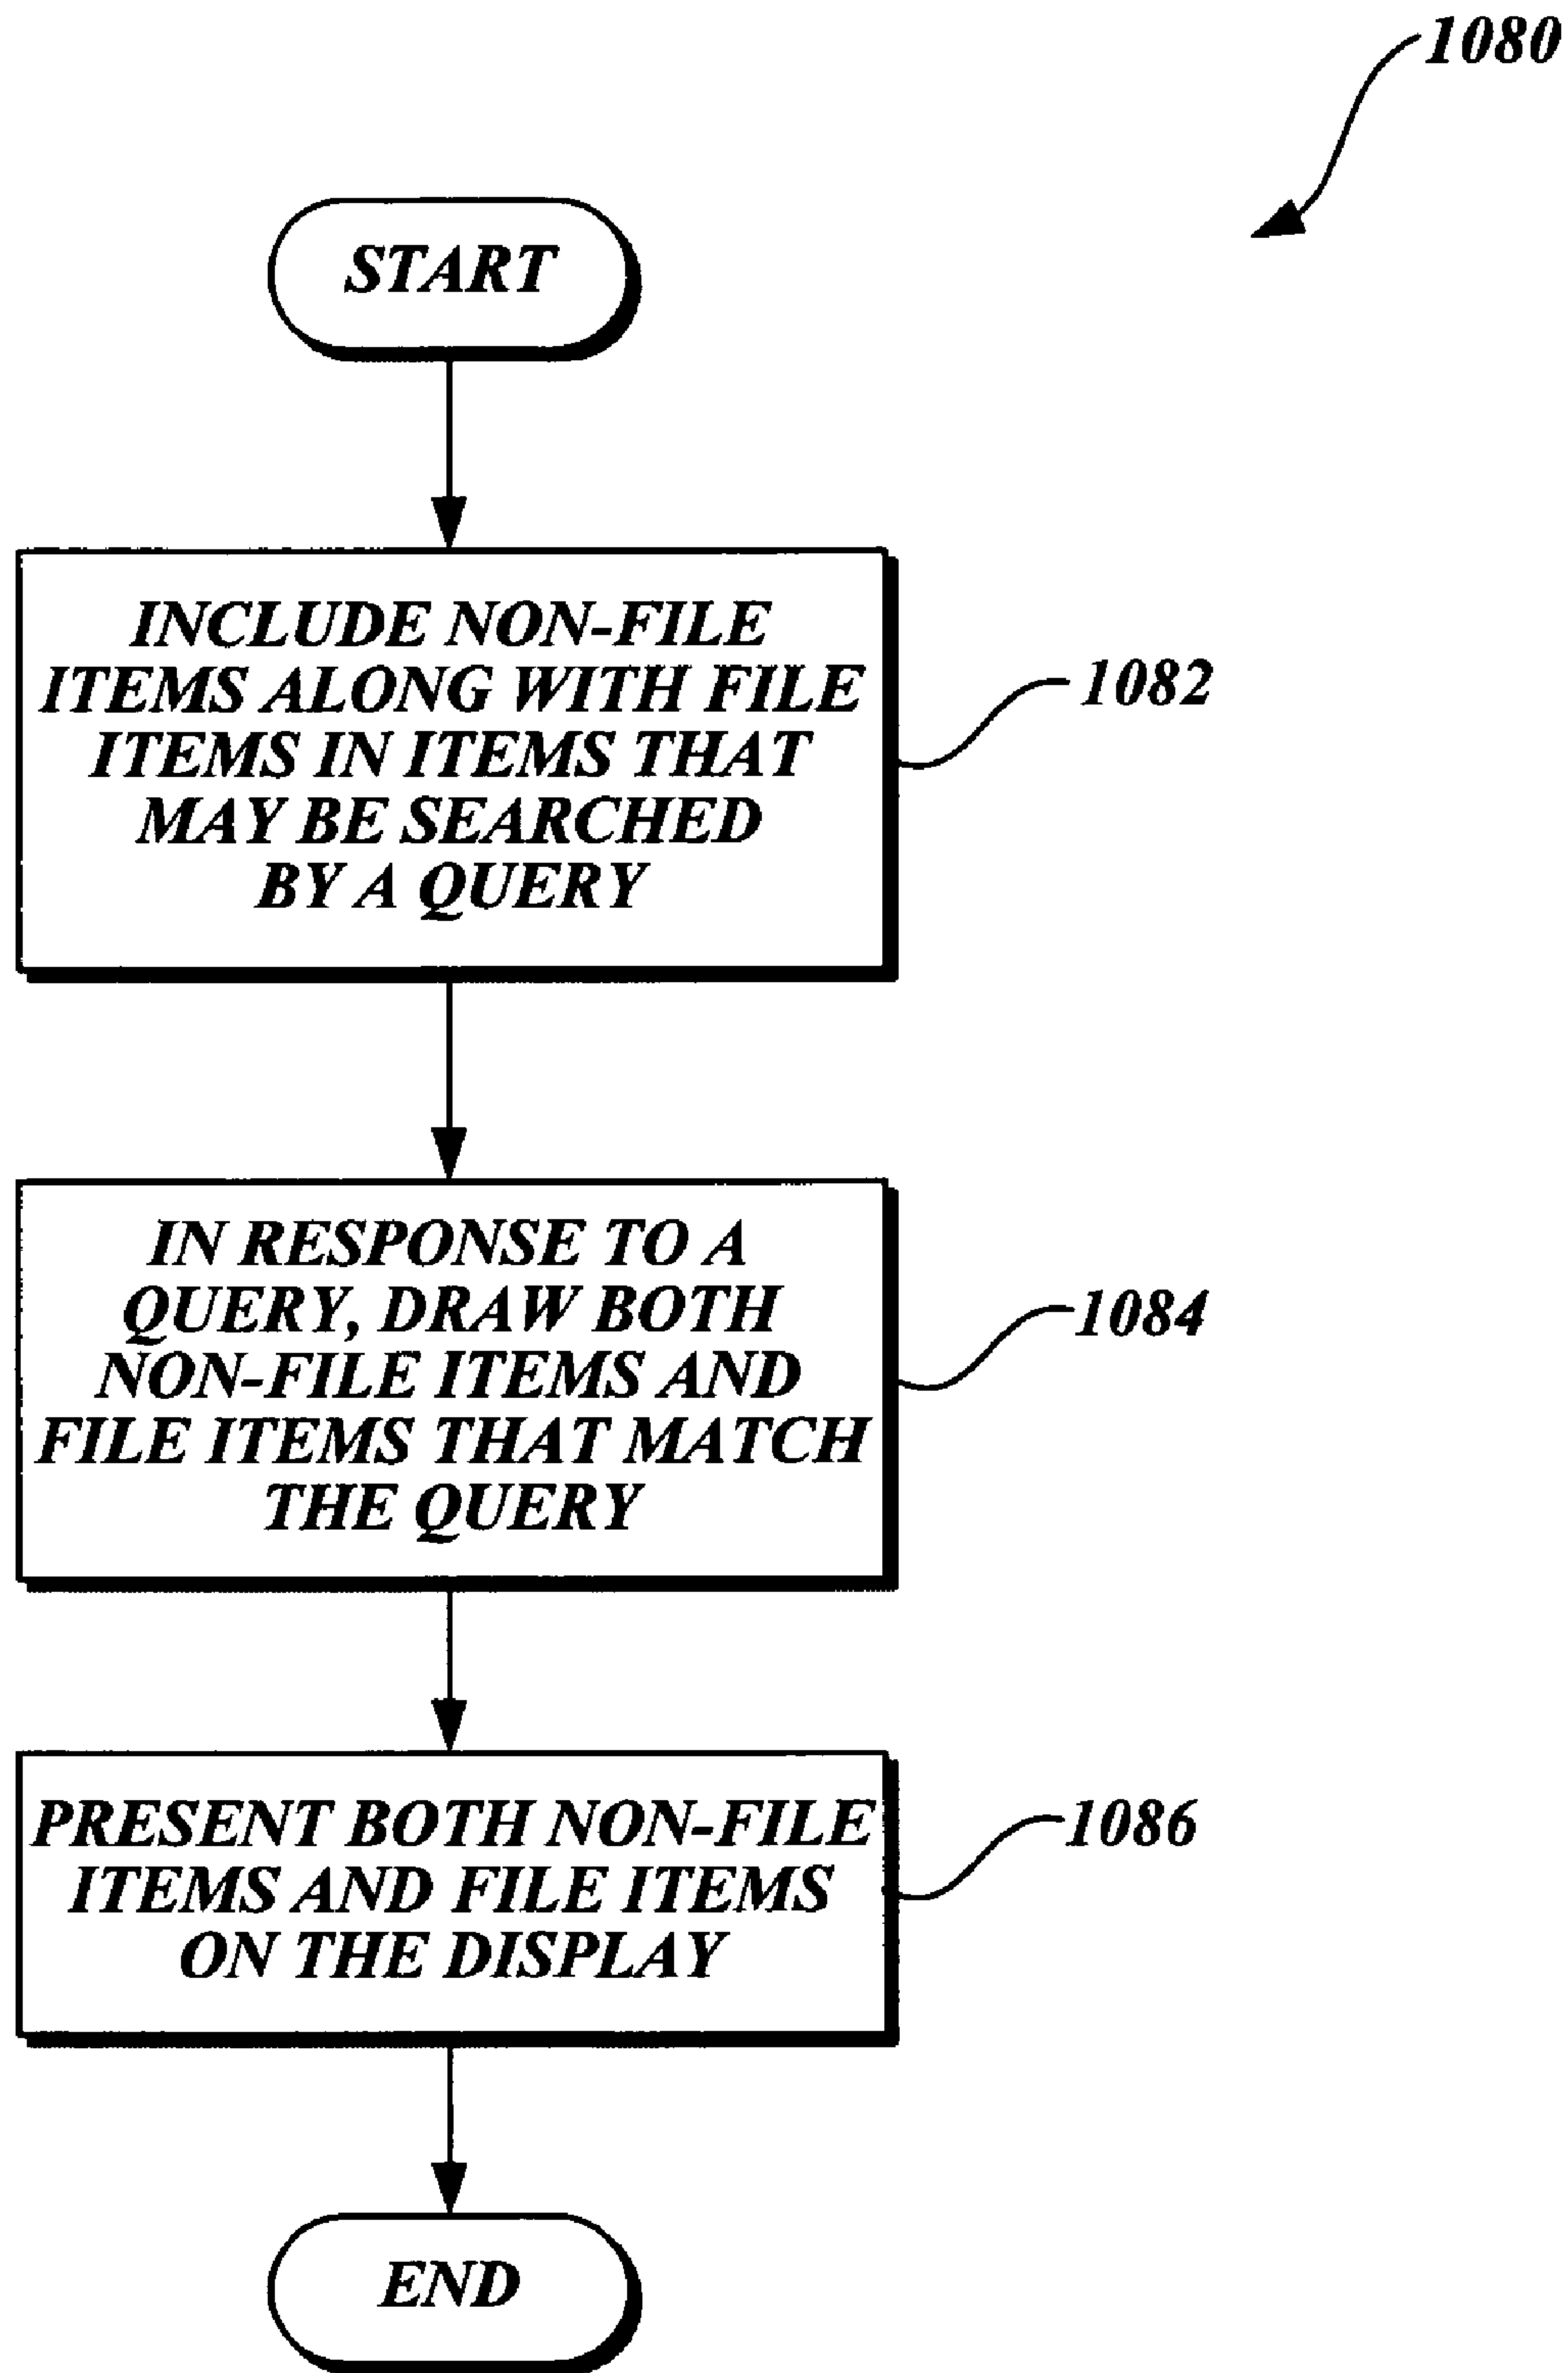 1080
START
INCLUDE NON-FILE
ITEMS ALONG WITH FILE
ITEMS IN ITEMS THAT
MAY BE SEARCHED
BY A QUERY
1082
IN RESPONSE TO A
QUERY, DRAW BOTH
NON-FILE ITEMS AND
FILE ITEMS THAT MATCH
THE QUERY
1084
PRESENT BOTH NON-FILE
ITEMS AND FILE ITEMS
ON THE DISPLAY
1086
END